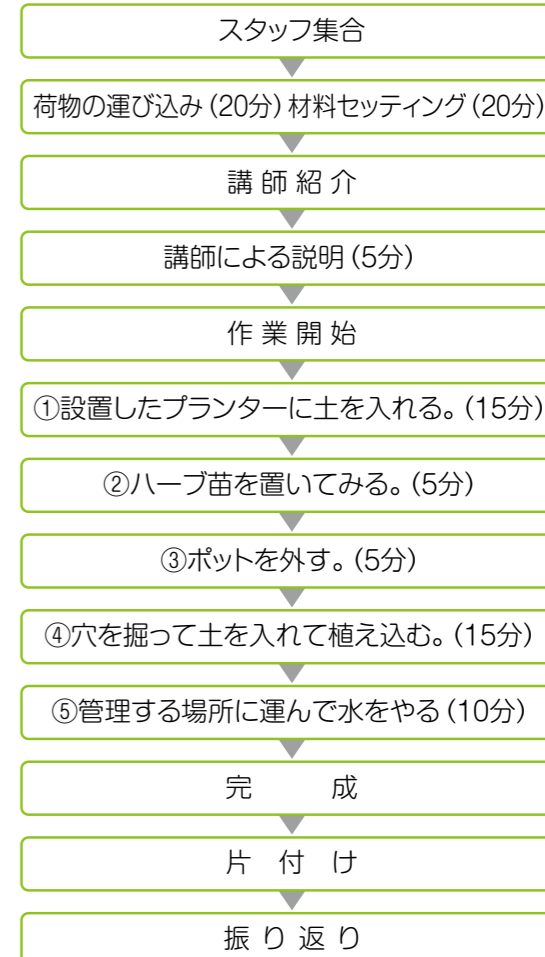 スタッフ集合
荷物の運び込み(20分)材料セッティング(20分)
講 師 紹 介
講師による説明(5分)
作 業 開 始
①設置したプランターに土を入れる。(15分)
②ハーブ苗を置いてみる。(5分)
③ポットを外す。(5分)
④穴を掘って土を入れて植え込む。(15分)
⑤管理する場所に運んで水をやる(10分)
完　　成
片 付 け
振 り 返 り